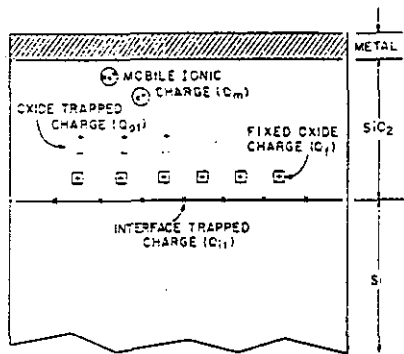 METAL
MOBILE IONIC
CHARGE (Qm)
OXIDE TRAPPED
CHARGE (Qot)
FIXED OXIDE
CHARGE (Qf)
SiO2
INTERFACE TRAPPED
CHARGE (Qit)
Si